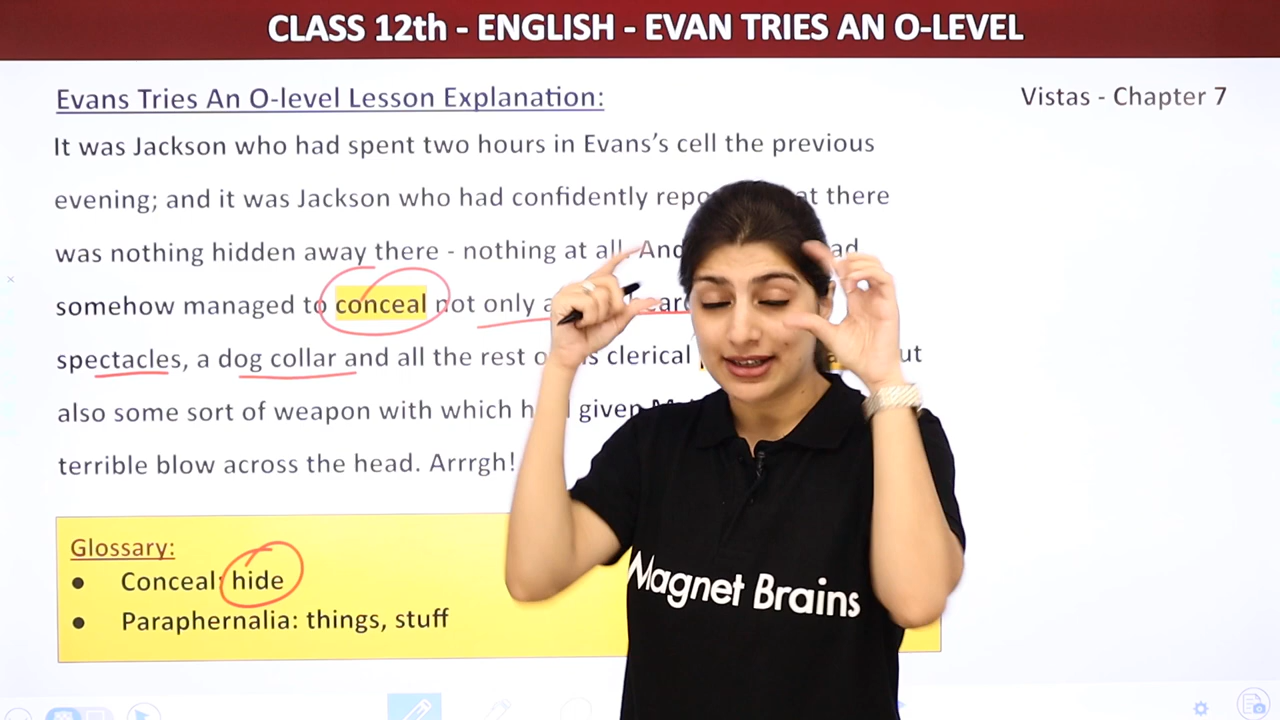 CLASS 12th - ENGLISH - EVAN TRIES AN O-LEVEL
Evans Tries An O-level Lesson Explanation:
Vistas - Chapter 7
It was Jackson who had spent two hours in Evans's cell the previous
evening; and it was Jackson who had confidently there
was nothing hidden away there - nothing at all. And
somehow managed to conceal not only
spectacles, a dog collar and all the rest clerical
also some sort of weapon with which given
terrible blow across the head. Arrrgh!
Glossary:
● Conceal: hide
● Paraphernalia: things, stuff
Magnet Brains